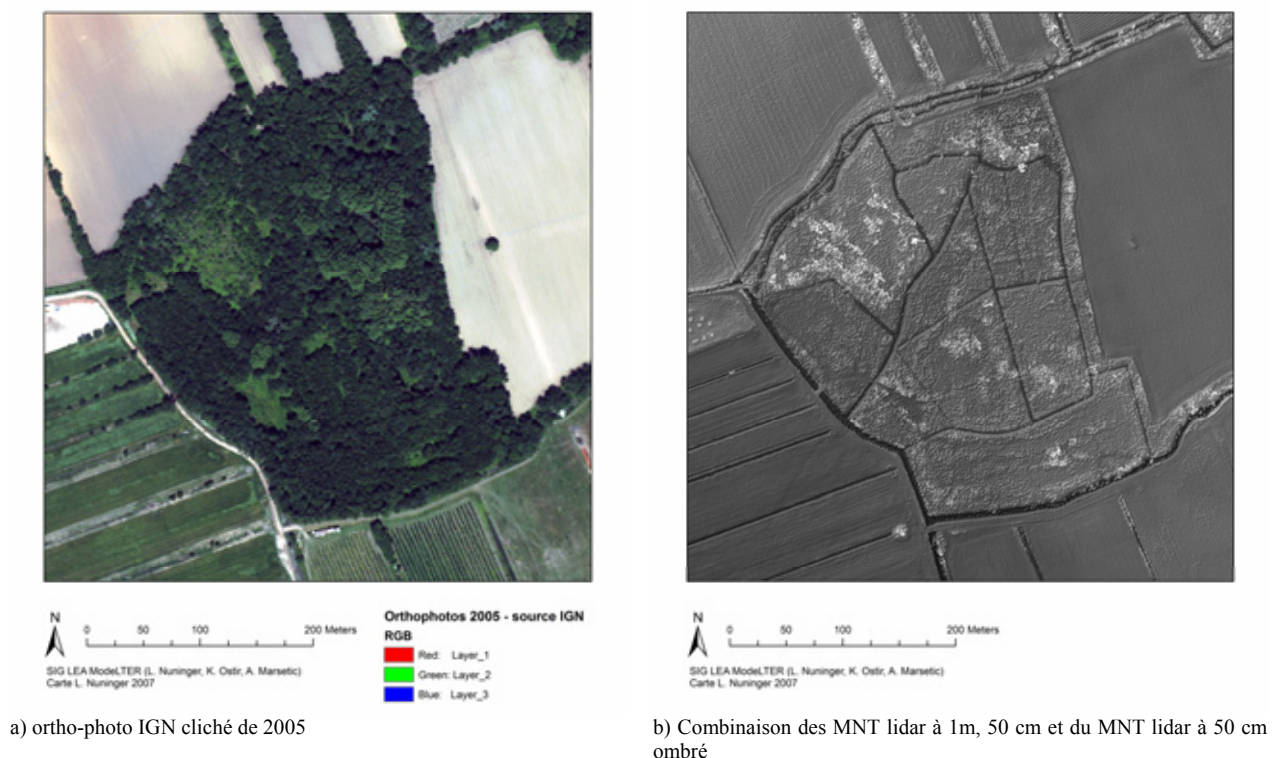 N
0 50 100 200 Meters
SIG LEA ModeLTER (L. Nuninger, K. Ostir, A. Marsetic)
Carte L. Nuninger 2007
Orthophotos 2005 - source IGN
RGB
Red: Layer_1
Green: Layer_2
Blue: Layer_3
a) ortho-photo IGN cliché de 2005
N
0 50 100 200 Meters
SIG LEA ModeLTER (L. Nuninger, K. Ostir, A. Marsetic)
Carte L. Nuninger 2007
b) Combinaison des MNT lidar à 1m, 50 cm et du MNT lidar à 50 cm
ombré